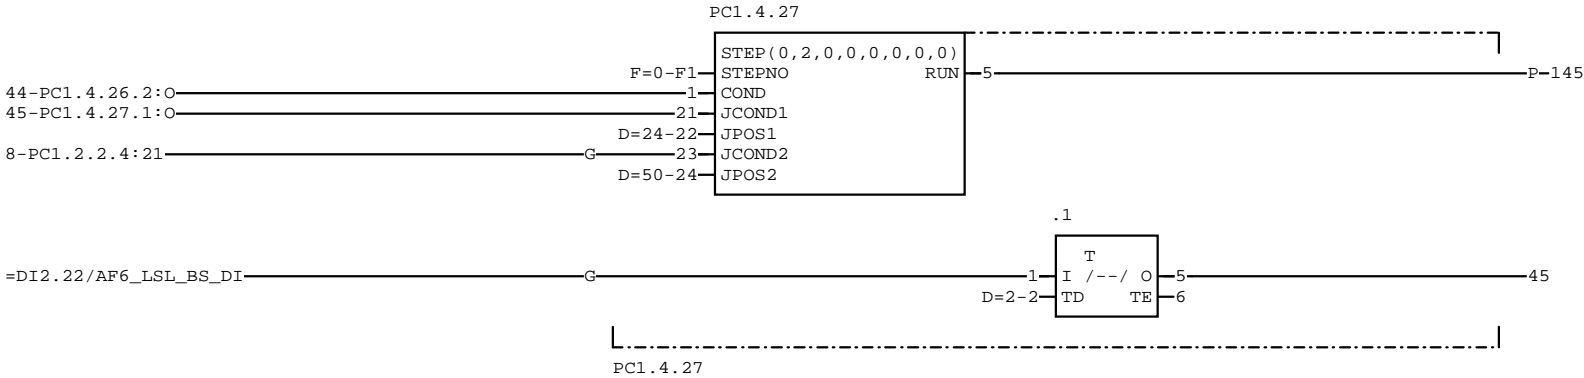 PC1.4.27
STEP(0,2,0,0,0,0,0,0)
F=0-F1 STEPNO RUN 5 P-145
44-PC1.4.26.2:O 1 COND
45-PC1.4.27.1:O 21 JCOND1
D=24-22 JPOS1
8-PC1.2.2.4:21 G 23 JCOND2
D=50-24 JPOS2
.1
T
=DI2.22/AF6_LSL_BS_DI G 1 I /--/ O 5 45
D=2-2 TD TE 6
PC1.4.27